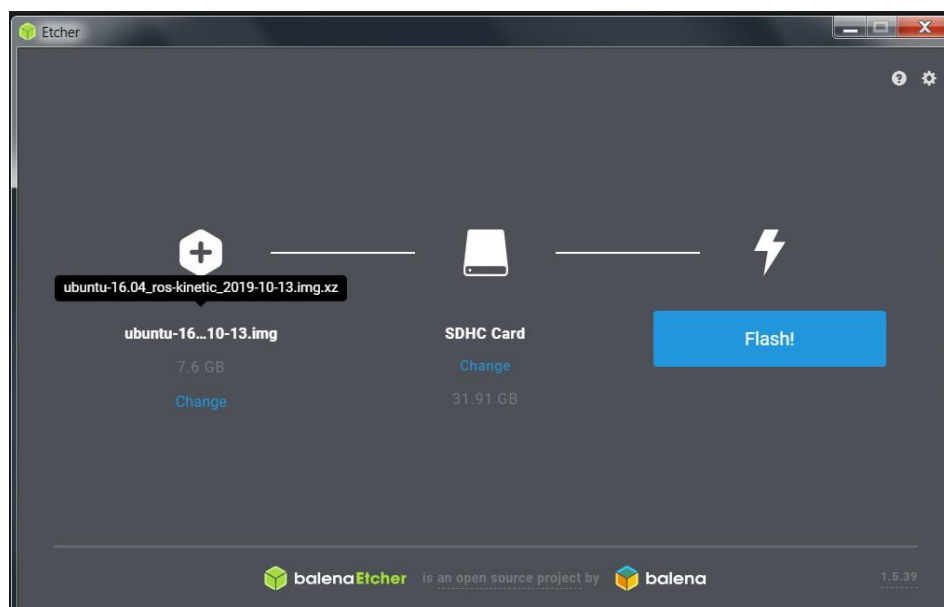 Etcher
ubuntu-16.04_ros-kinetic_2019-10-13.img.xz
ubuntu-16...10-13.img
7.6 GB
Change
SDHC Card
Change
31.91 GB
Flash!
balenaEtcher is an open source project by balena
1.5.39